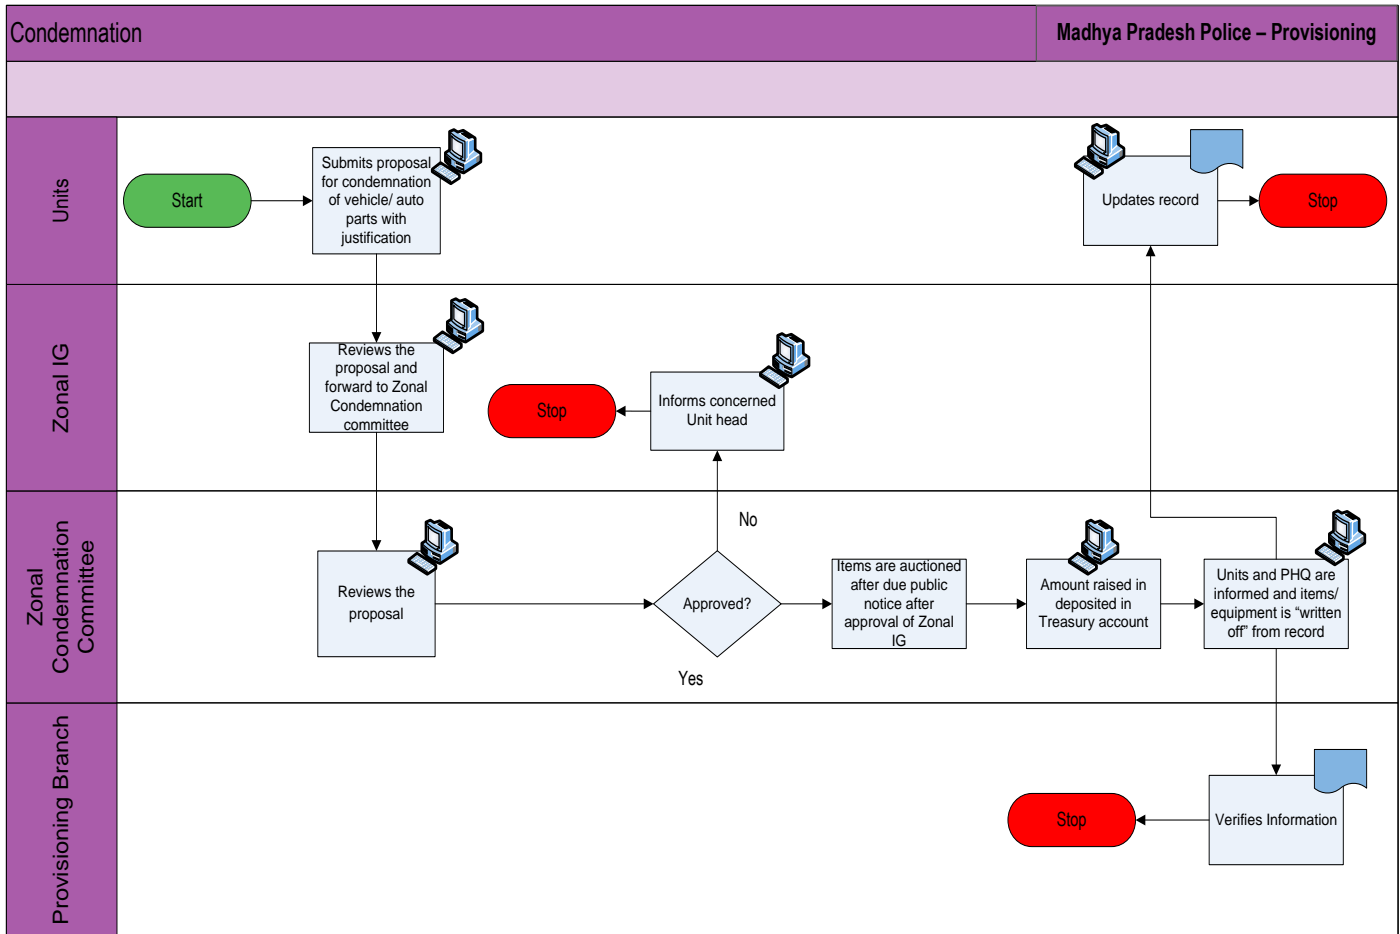 Condemnation
Madhya Pradesh Police – Provisioning
Units
Start
Submits proposal
for condemnation
of vehicle/ auto
parts with
justification
Updates record
Stop
Zonal IG
Reviews the
proposal and
forward to Zonal
Condemnation
committee
Stop
Informs concerned
Unit head
Zonal
Condemnation
Committee
Reviews the
proposal
Approved?
No
Yes
Items are auctioned
after due public
notice after
approval of Zonal
IG
Amount raised in
deposited in
Treasury account
Units and PHQ are
informed and items/
equipment is “written
off” from record
Provisioning Branch
Stop
Verifies Information